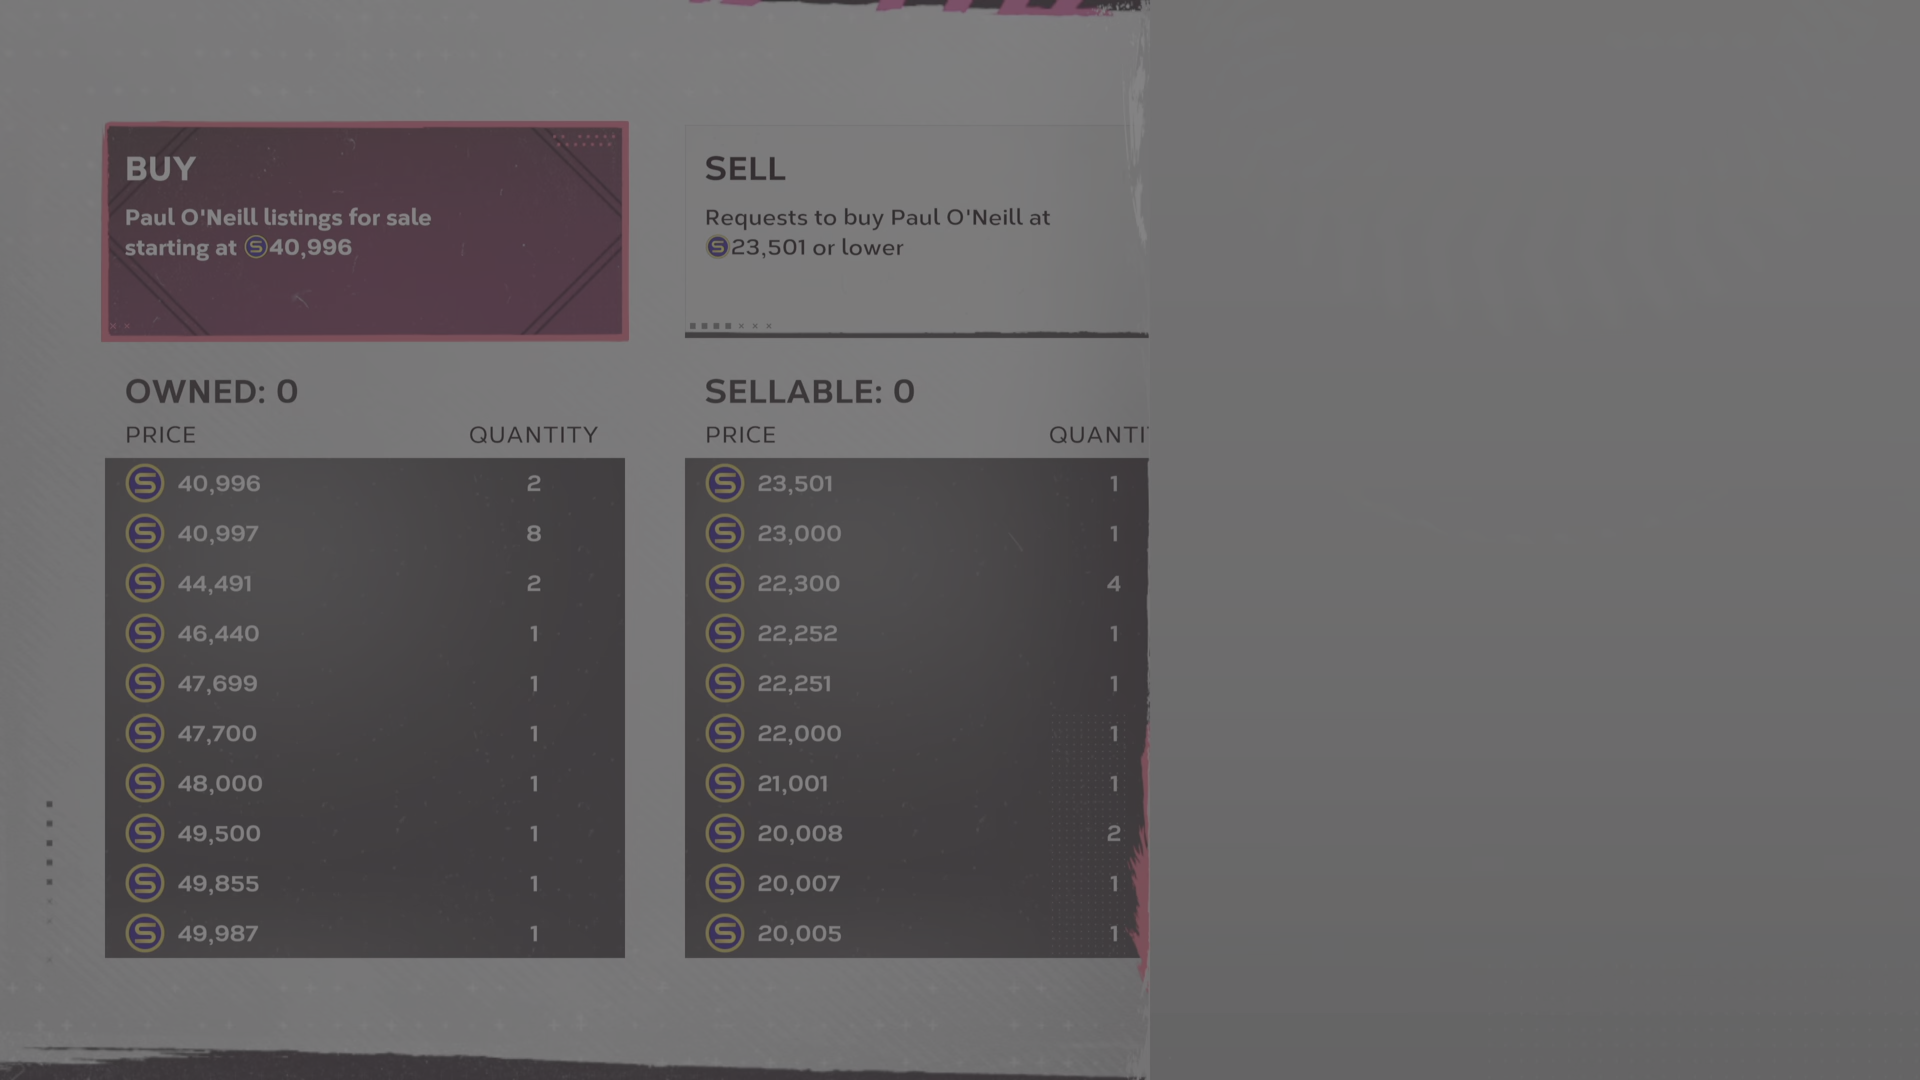 BUY
Paul O'Neill listings for sale
starting at S40,996
OWNED: 0
PRICE QUANTITY
S 40,996 2
S 40,997 8
S 44,491 2
S 46,440 1
S 47,699 1
S 47,700 1
S 48,000 1
S 49,500 1
S 49,855 1
S 49,987 1
SELL
Requests to buy Paul O'Neill at
S23,501 or lower
SELLABLE: 0
PRICE QUANTI
S 23,501 1
S 23,000 1
S 22,300 4
S 22,252 1
S 22,251 1
S 22,000 1
S 21,001 1
S 20,008 2
S 20,007 1
S 20,005 1